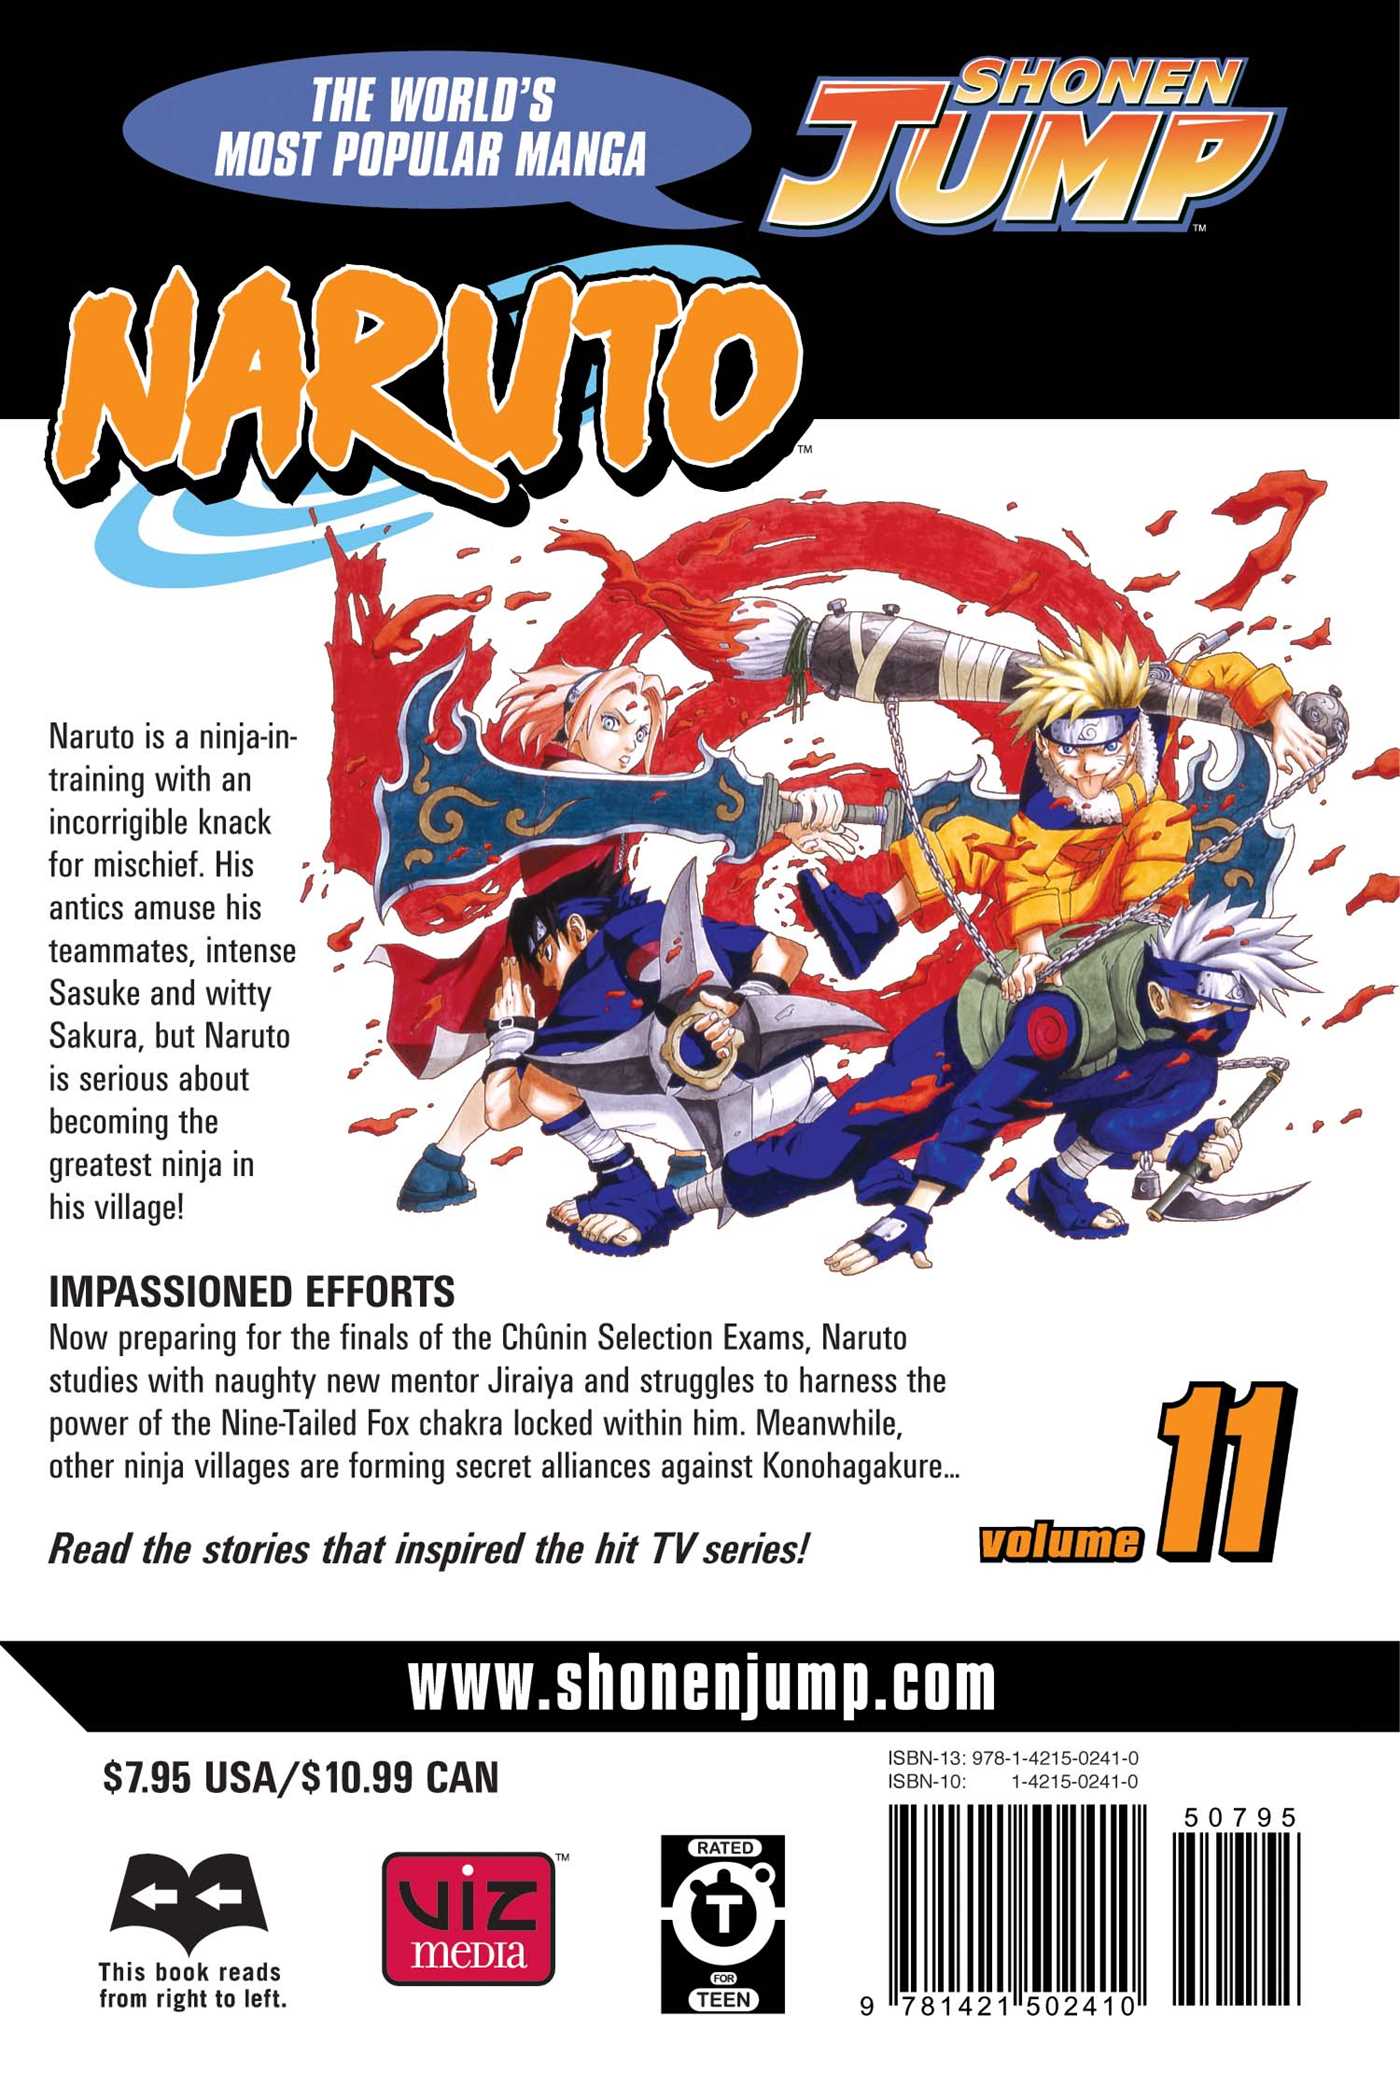 THE WORLD'S
MOST POPULAR MANGA
SHONEN
JUMP
TM
NARUTO
TM
Naruto is a ninja-in-
training with an
incorrigible knack
for mischief. His
antics amuse his
teammates, intense
Sasuke and witty
Sakura, but Naruto
is serious about
becoming the
greatest ninja in
his village!
IMPASSIONED EFFORTS
Now preparing for the finals of the Chûnin Selection Exams, Naruto
studies with naughty new mentor Jiraiya and struggles to harness the
power of the Nine-Tailed Fox chakra locked within him. Meanwhile,
other ninja villages are forming secret alliances against Konohagakure...
Read the stories that inspired the hit TV series!
volume 11
www.shonenjump.com
$7.95 USA/$10.99 CAN
ISBN-13: 978-1-4215-0241-0
ISBN-10: 1-4215-0241-0
50795
9 781421 502410
This book reads
from right to left.
VIZ
MEDIA
TM
RATED
T
FOR
TEEN